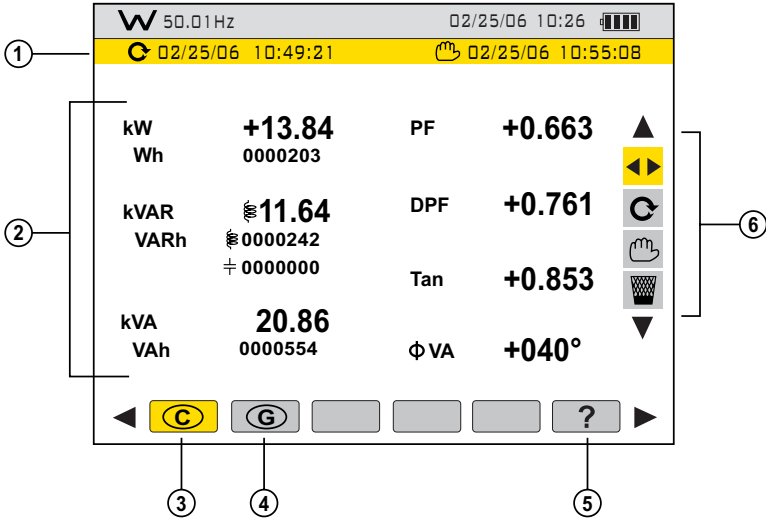 W 50.01Hz 02/25/06 10:26
02/25/06 10:49:21 02/25/06 10:55:08
1
kW +13.84 PF +0.663
Wh 0000203
kVAR 11.64 DPF +0.761
VARh 0000242
0000000
Tan +0.853
kVA 20.86
VAh 0000554 ΦVA +040°
2
6
C G ?
3 4 5